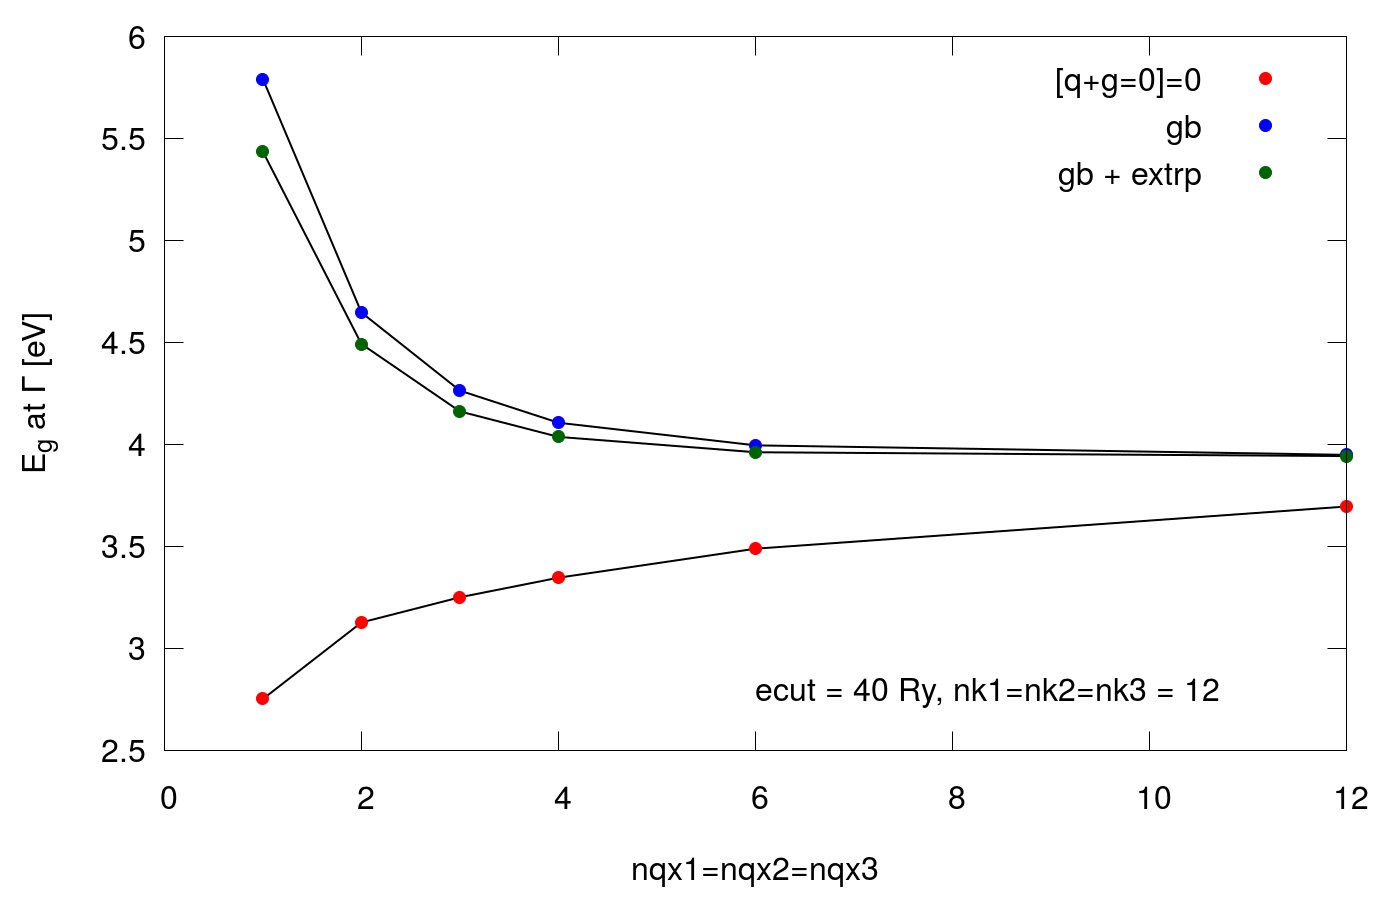 6
5.5
5
4.5
4
3.5
3
2.5
0 2 4 6 8 10 12
E_g at Γ [eV]
nqx1=nqx2=nqx3
[q+g=0]=0
gb
gb + extrp
ecut = 40 Ry, nk1=nk2=nk3 = 12